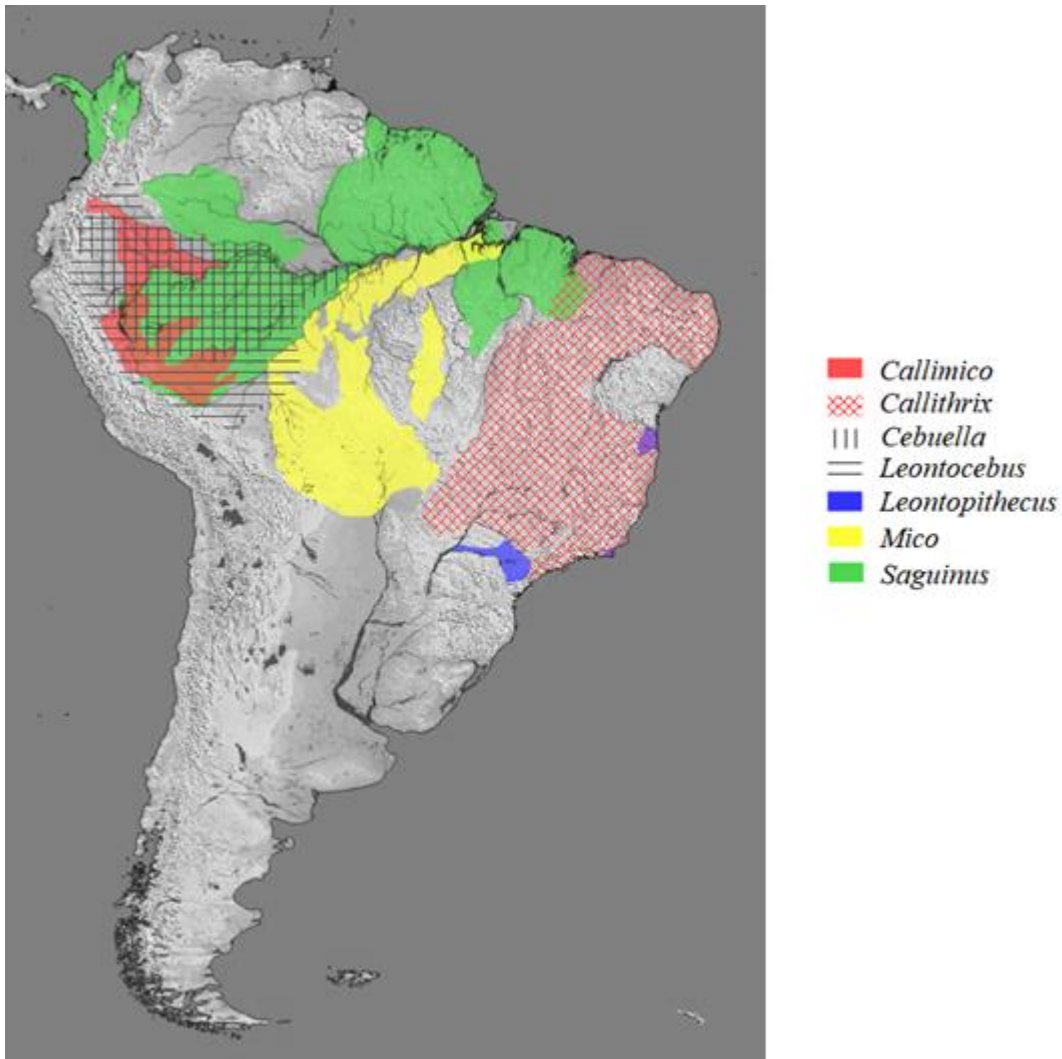 Callimico
Callithrix
Cebuella
Leontocebus
Leontopithecus
Mico
Saguinus